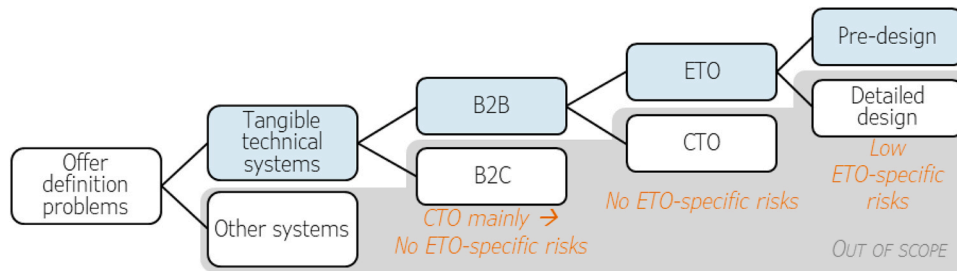 Offer
definition
problems
Tangible
technical
systems
Other systems
B2B
B2C
CTO mainly →
No ETO-specific risks
ETO
CTO
No ETO-specific risks
Pre-design
Detailed
design
Low
ETO-specific
risks
OUT OF SCOPE